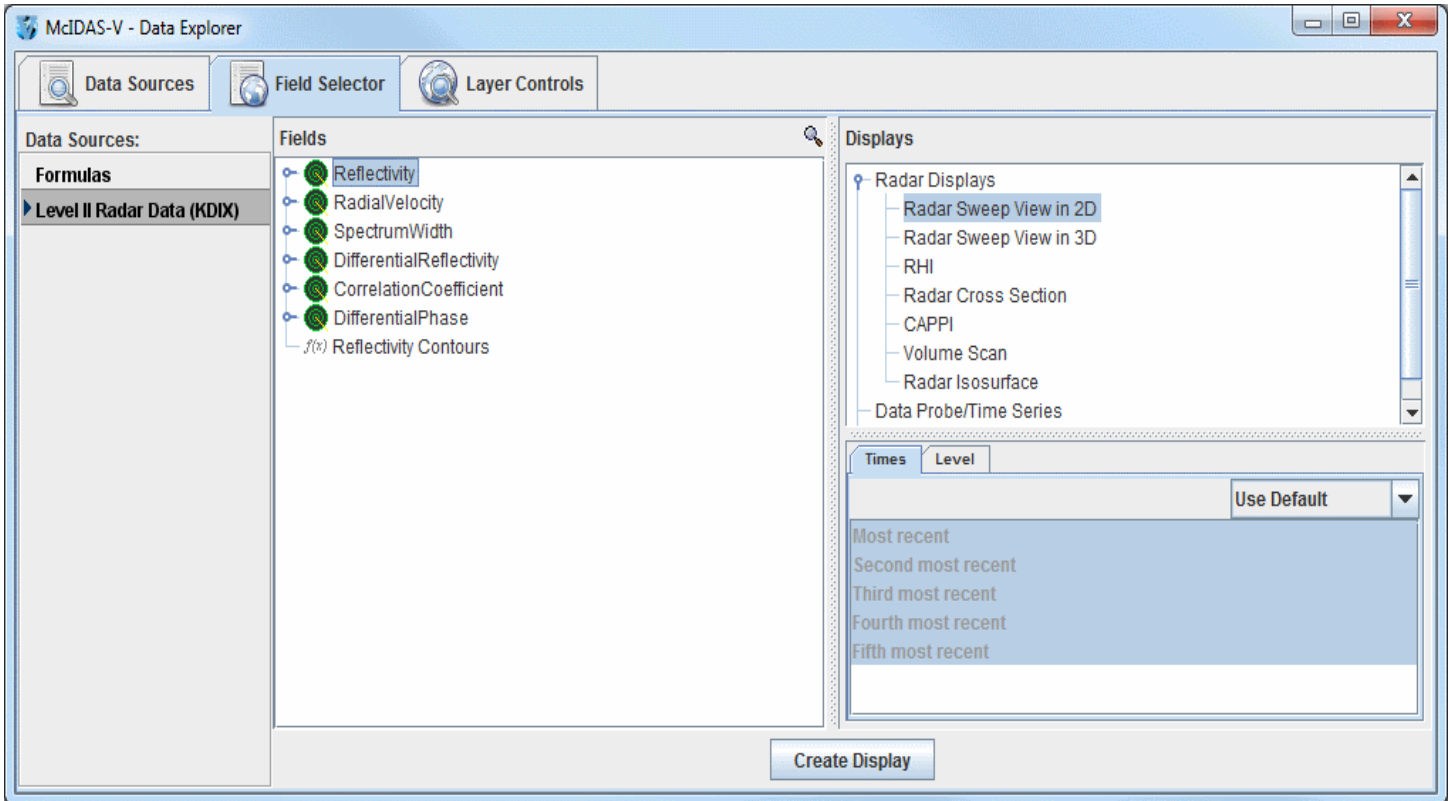 McIDAS-V - Data Explorer
Data Sources
Field Selector
Layer Controls
Data Sources:
Formulas
Level II Radar Data (KDIX)
Fields
Reflectivity
RadialVelocity
SpectrumWidth
DifferentialReflectivity
CorrelationCoefficient
DifferentialPhase
f(x) Reflectivity Contours
Displays
Radar Displays
Radar Sweep View in 2D
Radar Sweep View in 3D
RHI
Radar Cross Section
CAPPI
Volume Scan
Radar Isosurface
Data Probe/Time Series
Times Level
Use Default
Most recent
Second most recent
Third most recent
Fourth most recent
Fifth most recent
Create Display